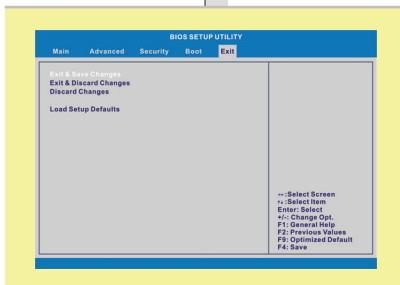 BIOS SETUP UTILITY
Main Advanced Security Boot Exit
Exit & Save Changes
Exit & Discard Changes
Discard Changes
Load Setup Defaults
↔:Select Screen
↑↓:Select Item
Enter: Select
+/-: Change Opt.
F1: General Help
F2: Previous Values
F9: Optimized Default
F4: Save